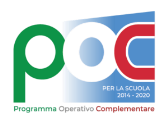 poc
PER LA SCUOLA
2014 - 2020
Programma Operativo Complementare